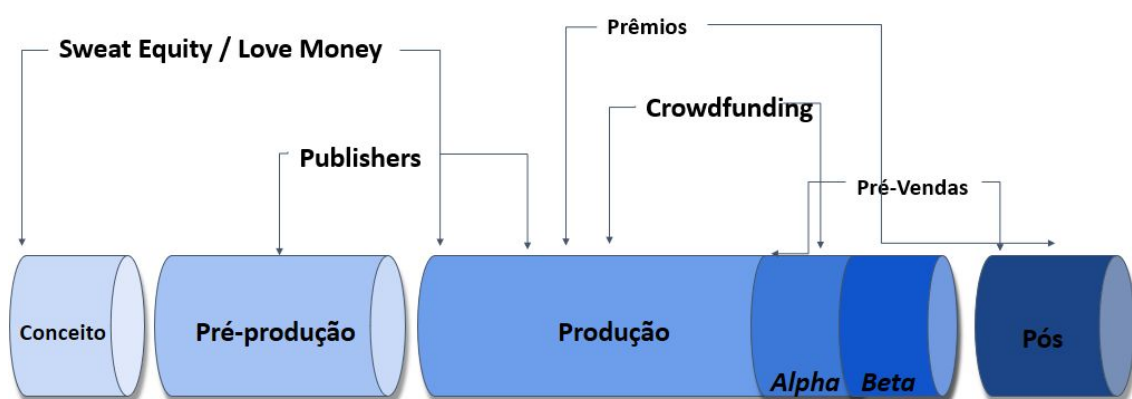 Prêmios
Sweat Equity / Love Money
Crowdfunding
Publishers
Pré-Vendas
Conceito
Pré-produção
Produção
Pós
Alpha
Beta